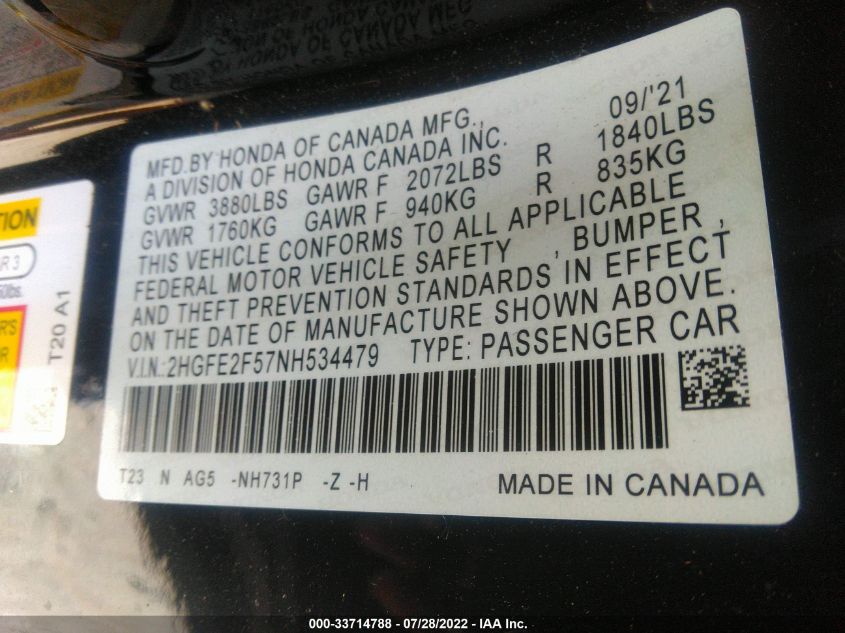 MFD.BY HONDA OF CANADA MFG., 09/'21
A DIVISION OF HONDA CANADA INC.
GVWR 3880LBS GAWR F 2072LBS R 1840LBS
GVWR 1760KG GAWR F 940KG R 835KG
THIS VEHICLE CONFORMS TO ALL APPLICABLE
FEDERAL MOTOR VEHICLE SAFETY , BUMPER ,
AND THEFT PREVENTION STANDARDS IN EFFECT
ON THE DATE OF MANUFACTURE SHOWN ABOVE.
V.I.N.:2HGFE2F57NH534479 TYPE: PASSENGER CAR
T23 N AG5 -NH731P -Z -H
MADE IN CANADA
T20 A1
000-33714788 - 07/28/2022 - IAA Inc.